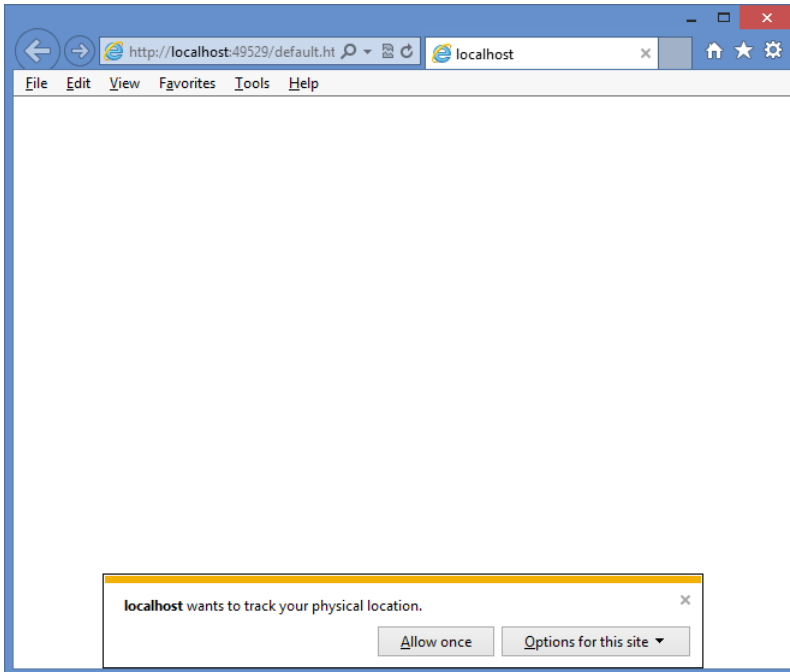 http://localhost:49529/default.ht
localhost
File Edit View Favorites Tools Help
localhost wants to track your physical location.
Allow once
Options for this site